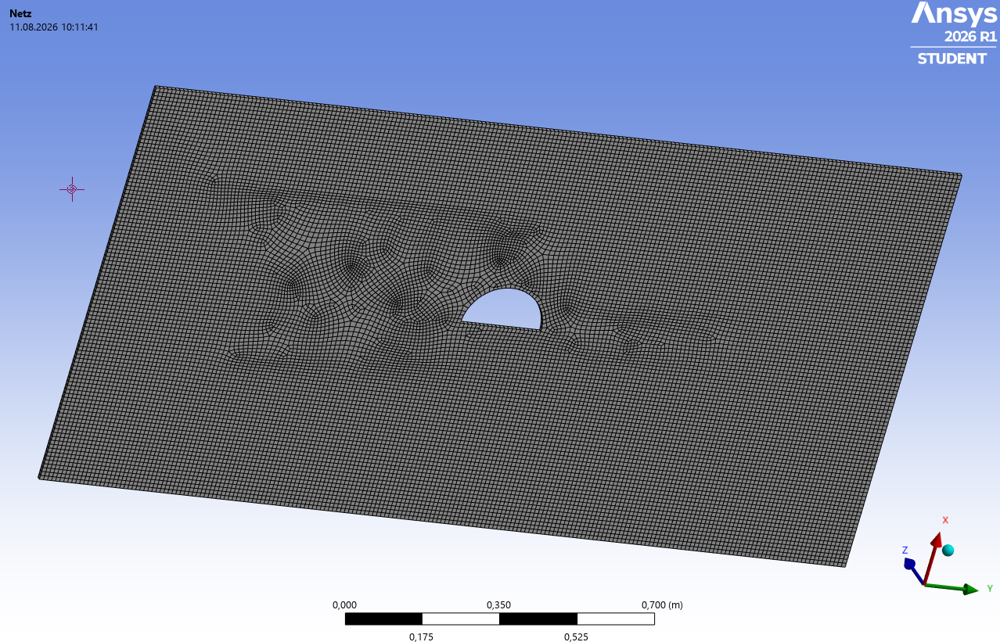 Netz
11.08.2026 10:11:41
Ansys
2026 R1
STUDENT
X
Z
Y
0,000
0,350
0,700 (m)
0,175
0,525